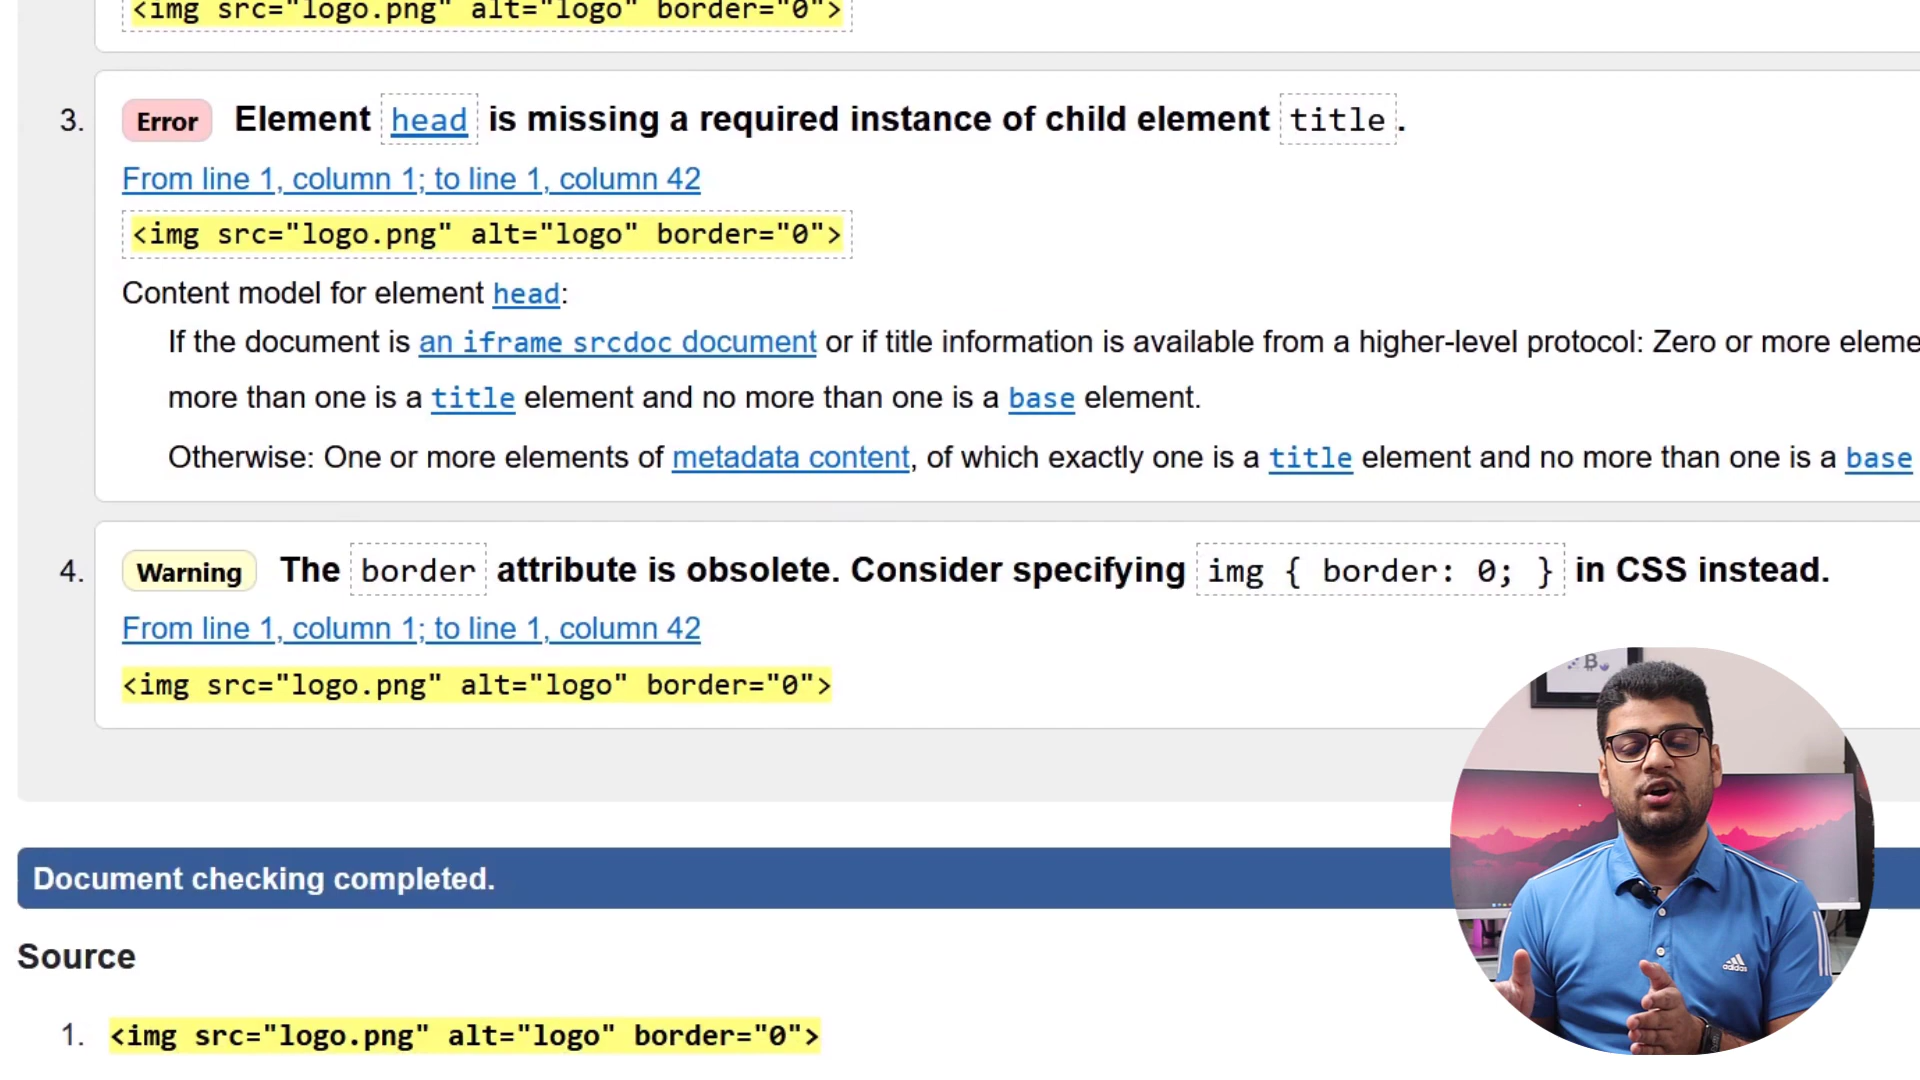 <img src="logo.png" alt="logo" border="0">
3. Error Element head is missing a required instance of child element title.
From line 1, column 1; to line 1, column 42
<img src="logo.png" alt="logo" border="0">
Content model for element head:
If the document is an iframe srcdoc document or if title information is available from a higher-level protocol: Zero or more eleme
more than one is a title element and no more than one is a base element.
Otherwise: One or more elements of metadata content, of which exactly one is a title element and no more than one is a base
4. Warning The border attribute is obsolete. Consider specifying img { border: 0; } in CSS instead.
From line 1, column 1; to line 1, column 42
<img src="logo.png" alt="logo" border="0">
B
Document checking completed.
Source
adidas
1. <img src="logo.png" alt="logo" border="0">